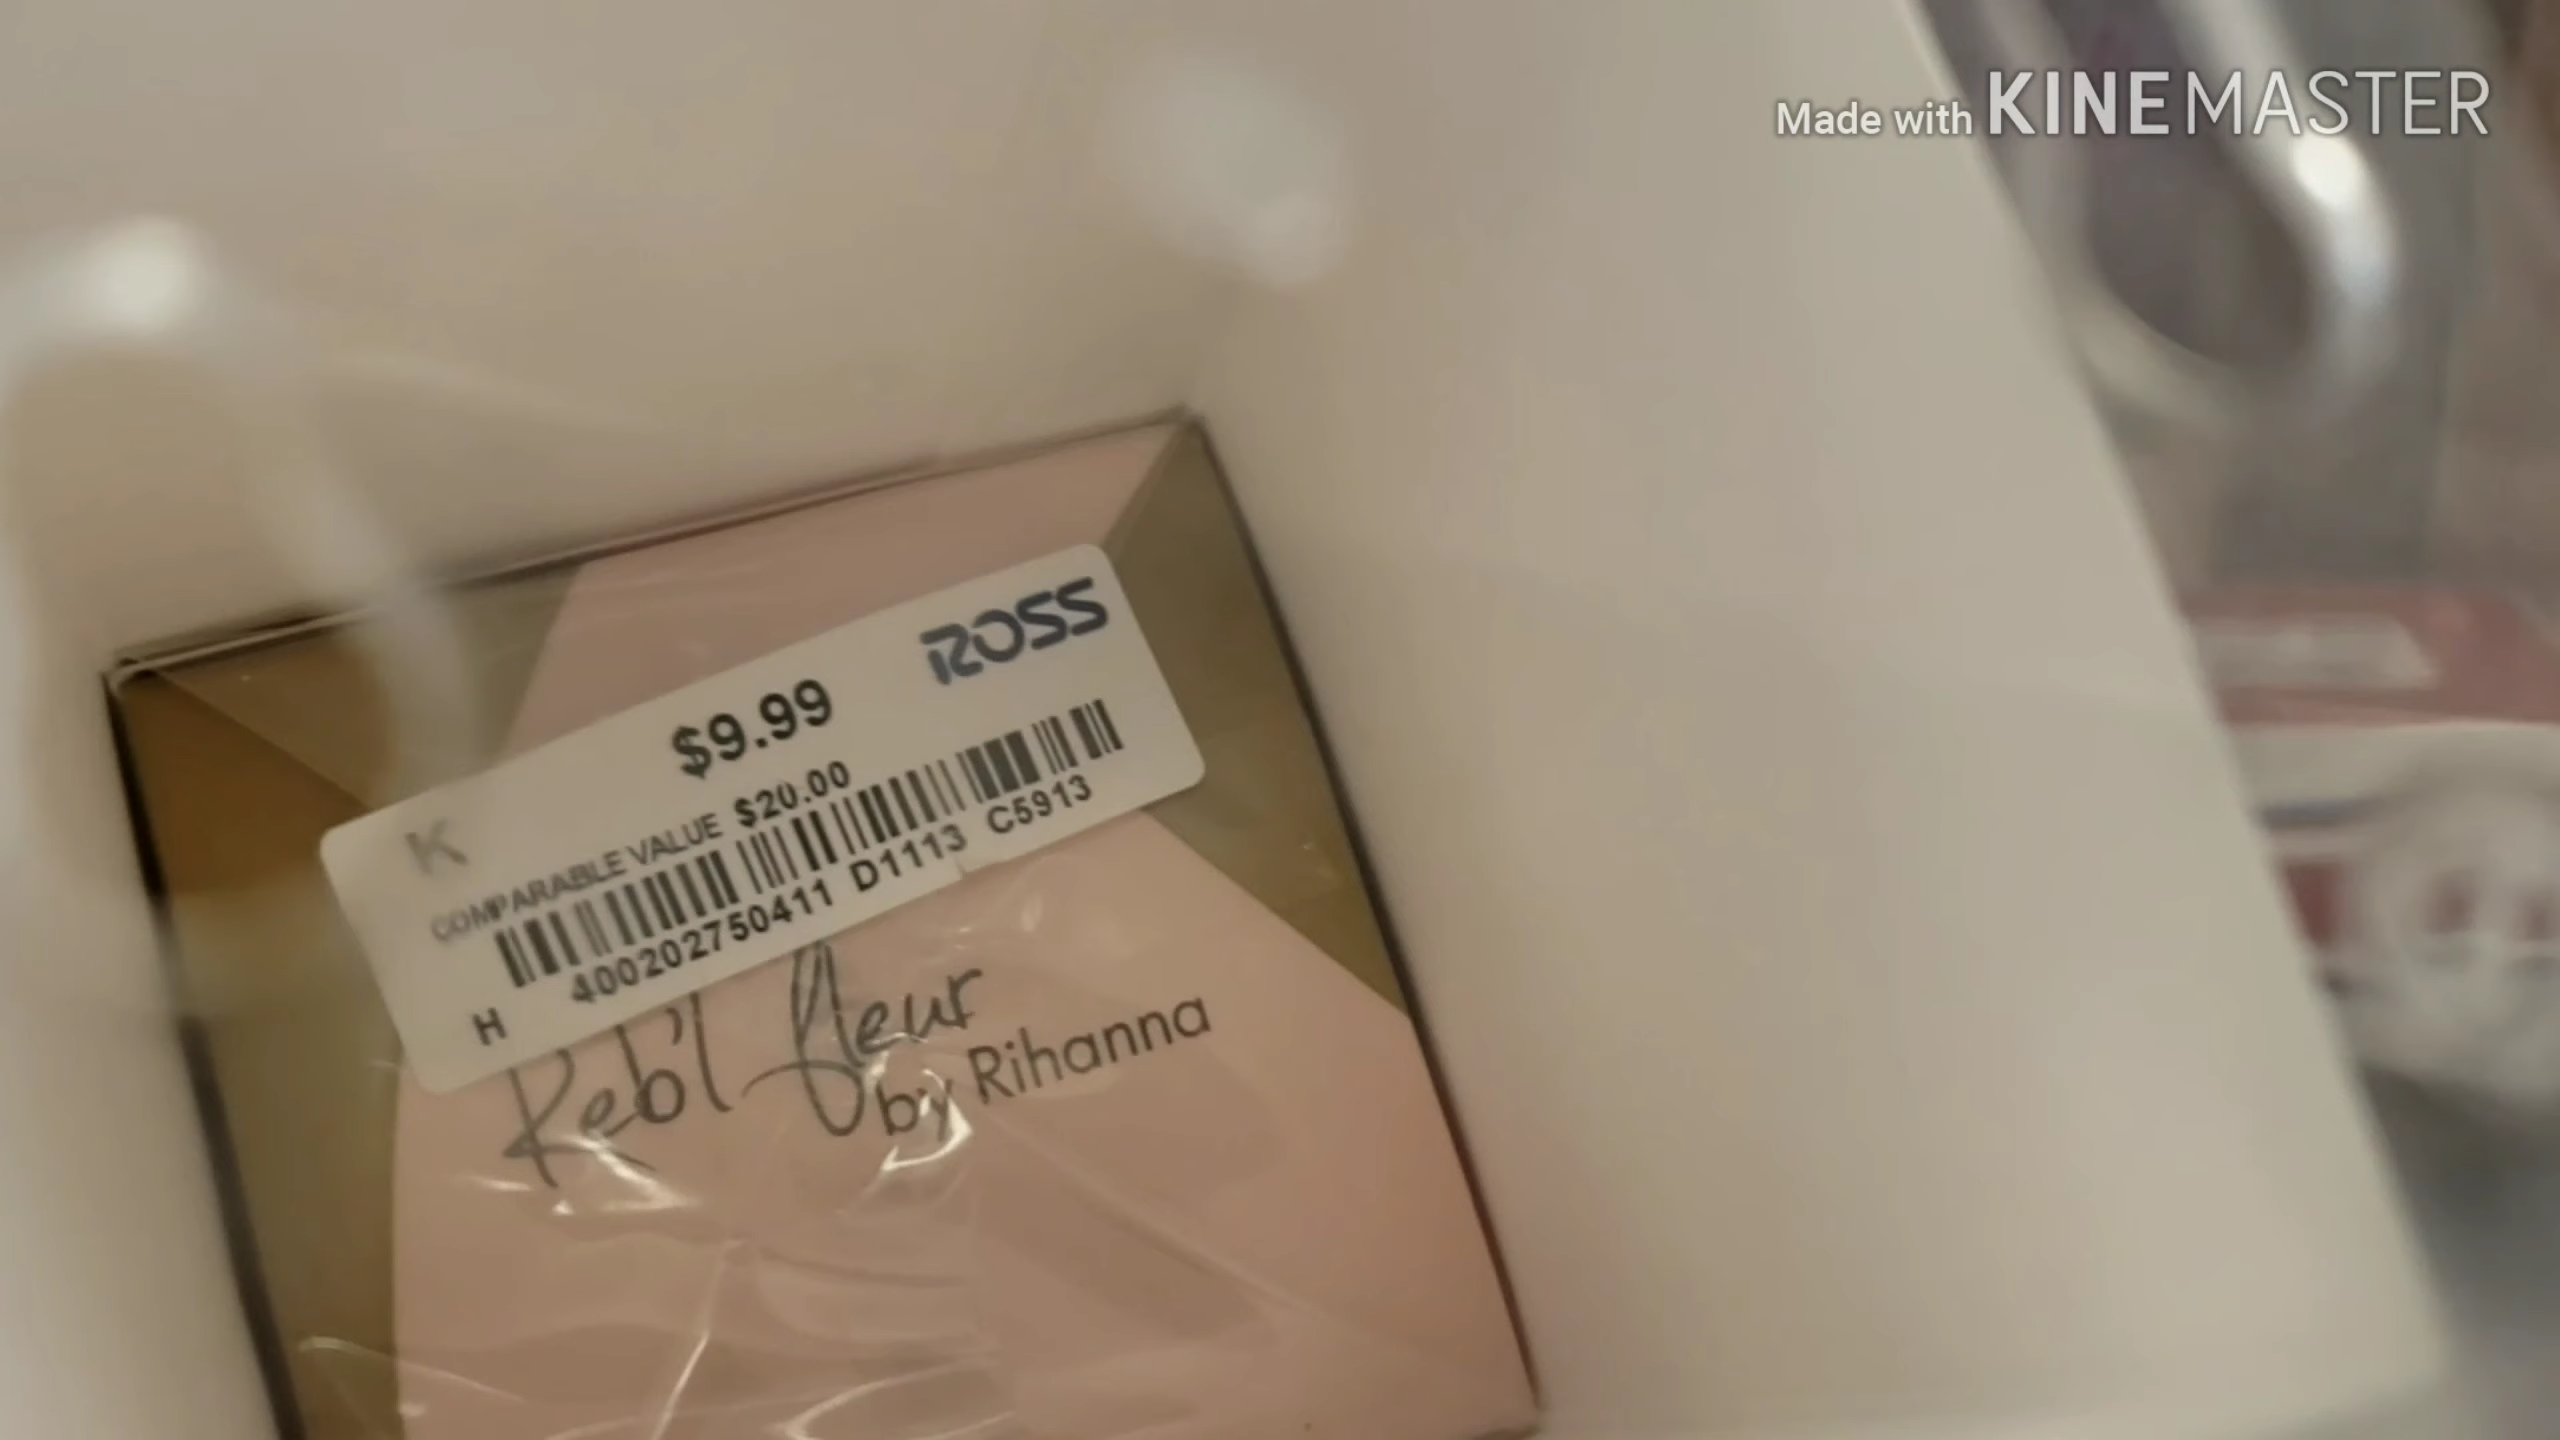 Made with KINEMASTER
ROSS
$9.99
K
COMPARABLE VALUE $20.00
H 400202750411 D1113 C5913
Reb'l fleur
by Rihanna